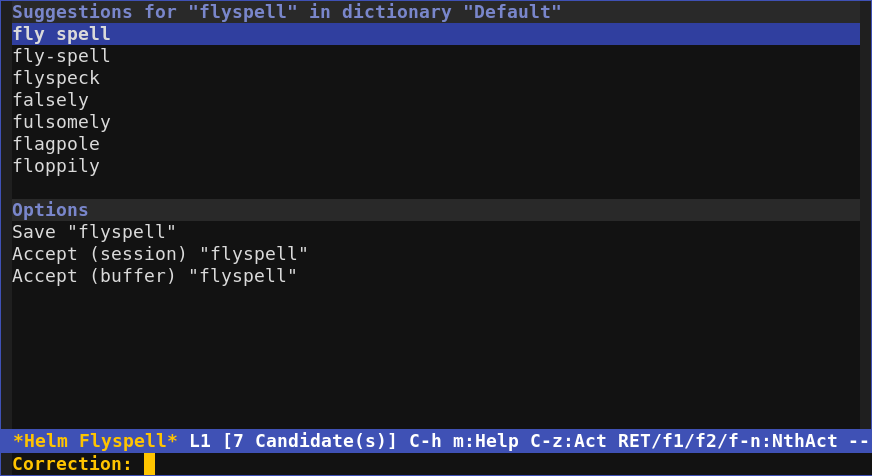 Suggestions for "flyspell" in dictionary "Default"
fly spell
fly-spell
flyspeck
falsely
fulsomely
flagpole
floppily
Options
Save "flyspell"
Accept (session) "flyspell"
Accept (buffer) "flyspell"
*Helm Flyspell* L1 [7 Candidate(s)] C-h m:Help C-z:Act RET/f1/f2/f-n:NthAct --
Correction: